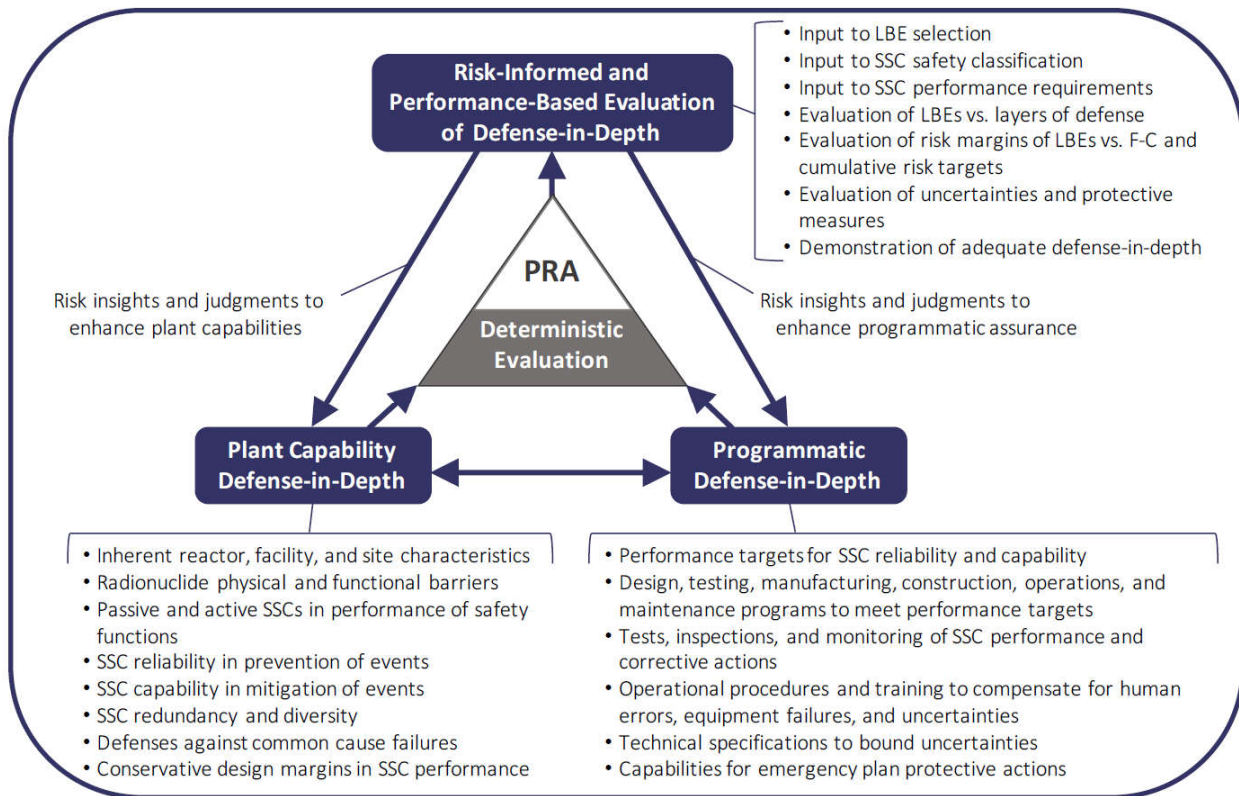 Risk-Informed and
Performance-Based Evaluation
of Defense-in-Depth
• Input to LBE selection
• Input to SSC safety classification
• Input to SSC performance requirements
• Evaluation of LBEs vs. layers of defense
• Evaluation of risk margins of LBEs vs. F-C and
cumulative risk targets
• Evaluation of uncertainties and protective
measures
• Demonstration of adequate defense-in-depth
PRA
Deterministic
Evaluation
Risk insights and judgments to
enhance plant capabilities
Risk insights and judgments to
enhance programmatic assurance
Plant Capability
Defense-in-Depth
Programmatic
Defense-in-Depth
• Inherent reactor, facility, and site characteristics
• Radionuclide physical and functional barriers
• Passive and active SSCs in performance of safety
functions
• SSC reliability in prevention of events
• SSC capability in mitigation of events
• SSC redundancy and diversity
• Defenses against common cause failures
• Conservative design margins in SSC performance
• Performance targets for SSC reliability and capability
• Design, testing, manufacturing, construction, operations, and
maintenance programs to meet performance targets
• Tests, inspections, and monitoring of SSC performance and
corrective actions
• Operational procedures and training to compensate for human
errors, equipment failures, and uncertainties
• Technical specifications to bound uncertainties
• Capabilities for emergency plan protective actions